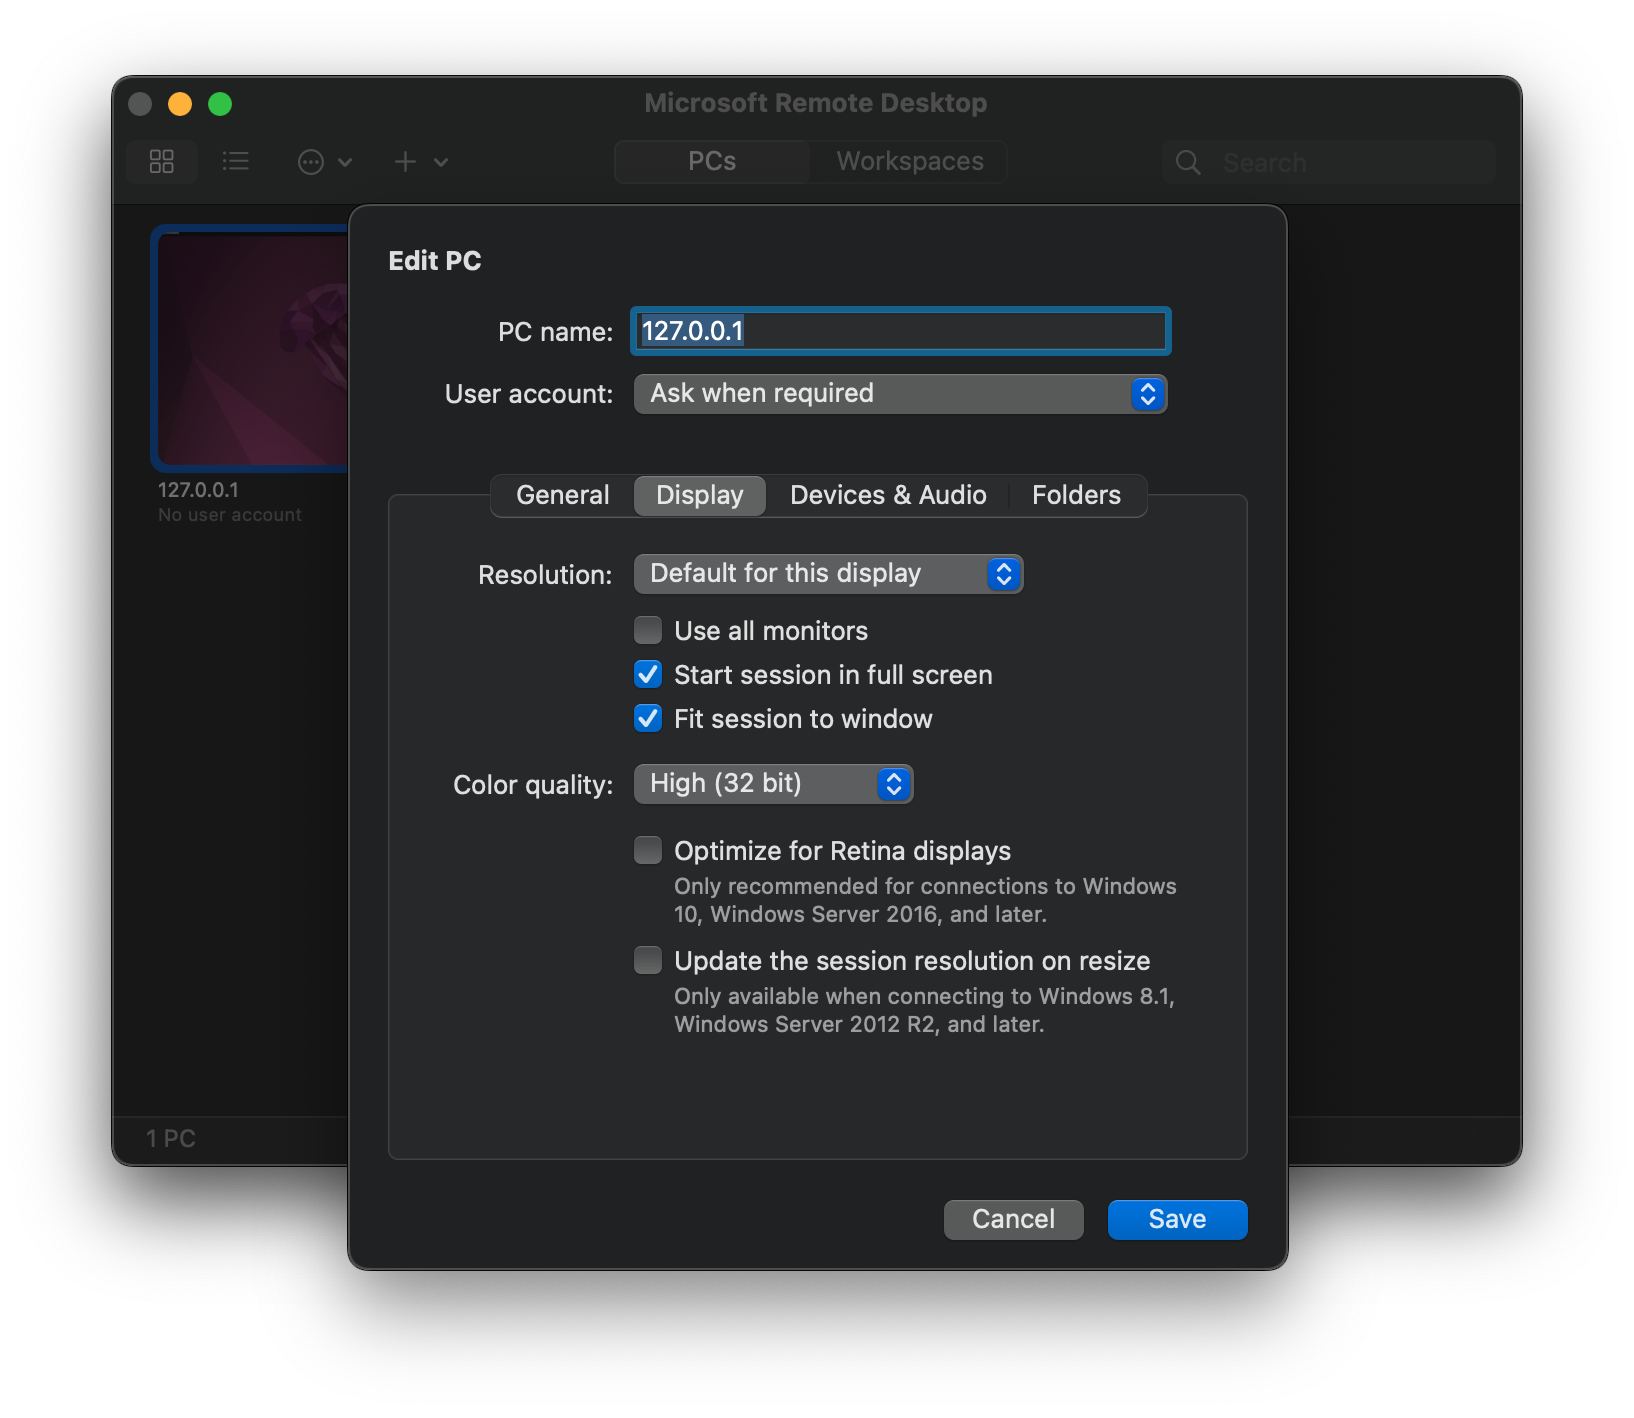 Microsoft Remote Desktop
PCs
Workspaces
Search
Edit PC
PC name: 127.0.0.1
User account: Ask when required
127.0.0.1
No user account
General
Display
Devices & Audio
Folders
Resolution: Default for this display
Use all monitors
Start session in full screen
Fit session to window
Color quality: High (32 bit)
Optimize for Retina displays
Only recommended for connections to Windows
10, Windows Server 2016, and later.
Update the session resolution on resize
Only available when connecting to Windows 8.1,
Windows Server 2012 R2, and later.
1 PC
Cancel
Save